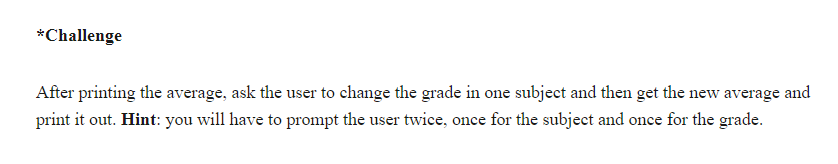 *Challenge
After printing the average, ask the user to change the grade in one subject and then get the new average and
print it out. Hint: you will have to prompt the user twice, once for the subject and once for the grade.